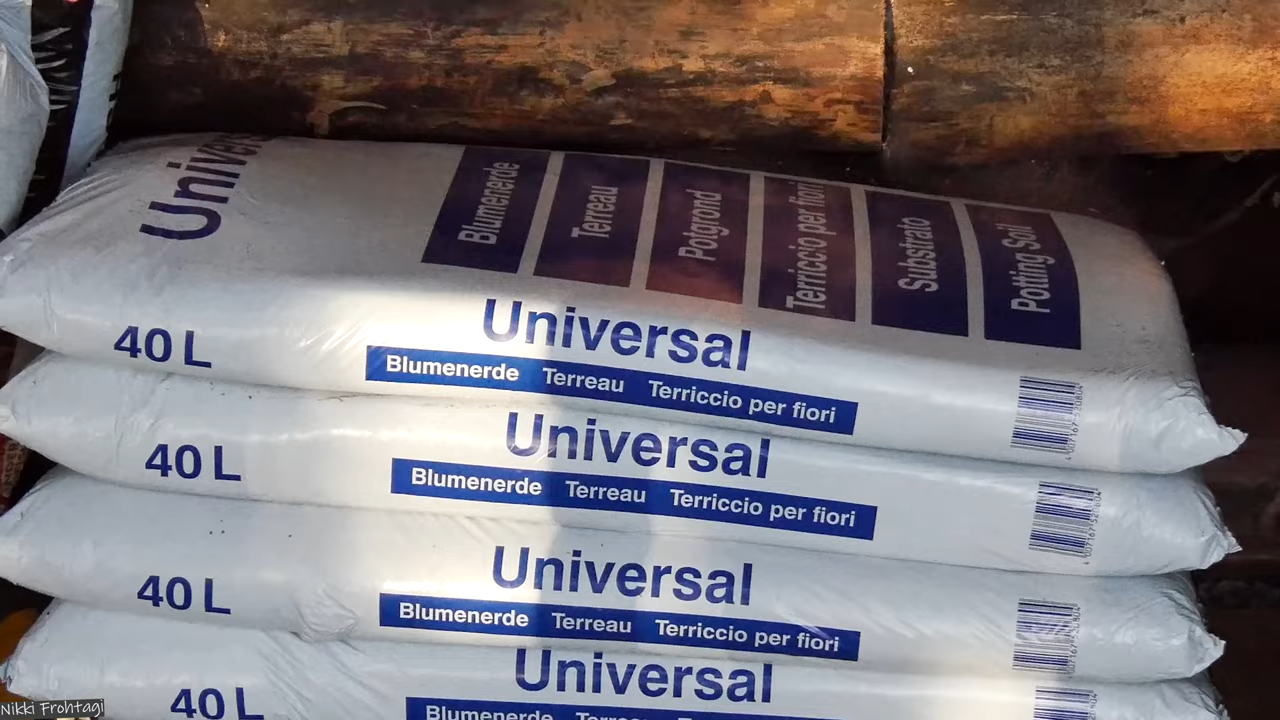 Univers
Blumenerde
Terreau
Potgrond
Terriccio per fiori
Substrato
Potting Soil
Universal
40 L
Blumenerde Terreau Terriccio per fiori
Universal
40 L
Blumenerde Terreau Terriccio per fiori
Universal
40 L
Blumenerde Terreau Terriccio per fiori
Universal
40 L
Blumenerde
Nikki Frohtagi